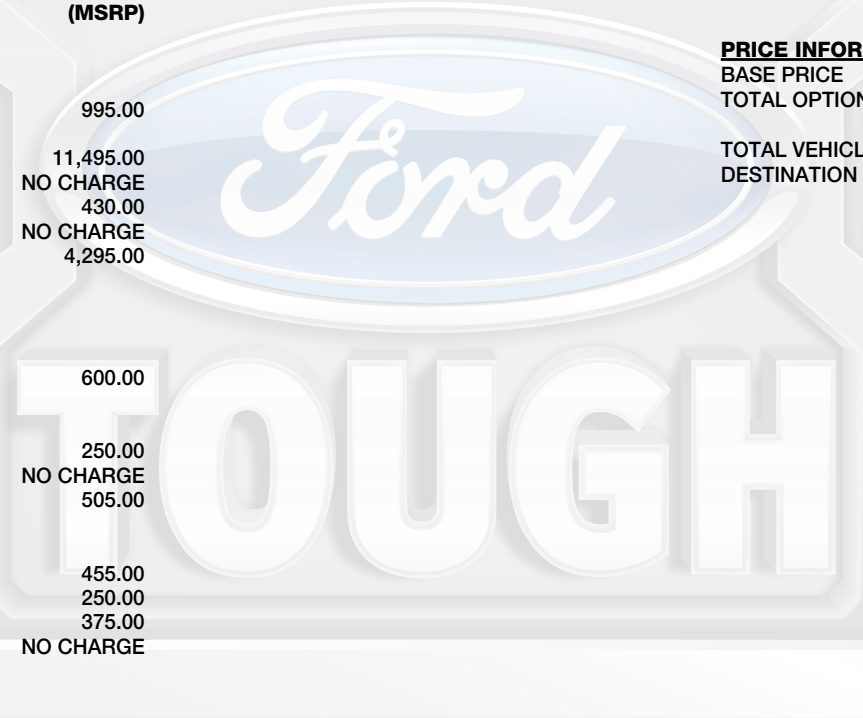 (MSRP)
995.00
11,495.00
NO CHARGE
430.00
NO CHARGE
4,295.00
600.00
250.00
NO CHARGE
505.00
455.00
250.00
375.00
NO CHARGE
PRICE INFOR
BASE PRICE
TOTAL OPTION
TOTAL VEHICL
DESTINATION
Ford
TOUGH